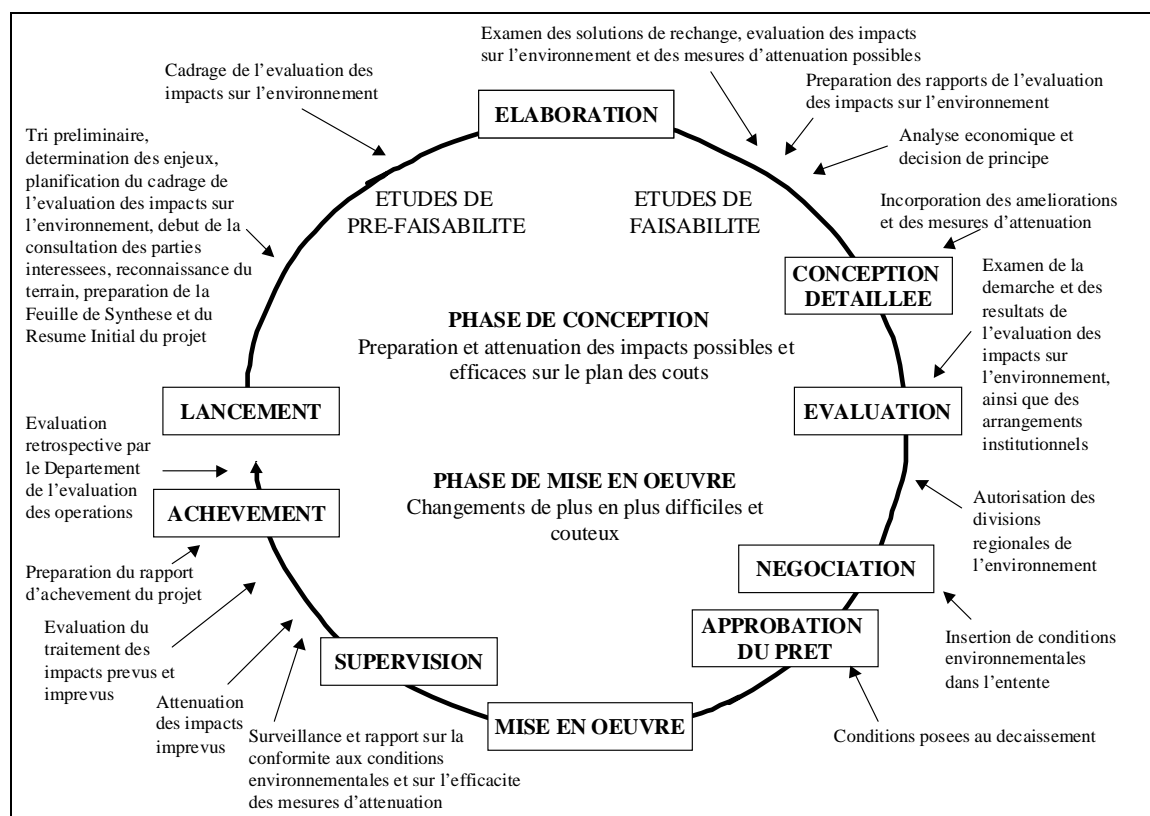 Examen des solutions de rechange, evaluation des impacts
sur l'environnement et des mesures d'attenuation possibles
Cadrage de l'evaluation des
impacts sur l'environnement
Preparation des rapports de l'evaluation
des impacts sur l'environnement
ELABORATION
Analyse economique et
decision de principe
Tri preliminaire,
determination des enjeux,
planification du cadrage de
l'evaluation des impacts sur
l'environnement, debut de la
consultation des parties
interessees, reconnaissance du
terrain, preparation de la
Feuille de Synthese et du
Resume Initial du projet
ETUDES DE
PRE-FAISABILITE
ETUDES DE
FAISABILITE
Incorporation des ameliorations
et des mesures d'attenuation
CONCEPTION
DETAILLEE
Examen de la
demarche et des
resultats de
l'evaluation des
impacts sur
l'environnement,
ainsi que des
arrangements
institutionnels
PHASE DE CONCEPTION
Preparation et attenuation des impacts possibles et
efficaces sur le plan des couts
LANCEMENT
EVALUATION
Evaluation
retrospective par
le Departement
de l'evaluation
des operations
PHASE DE MISE EN OEUVRE
Changements de plus en plus difficiles et
couteux
ACHEVEMENT
Autorisation des
divisions
regionales de
l'environnement
NEGOCIATION
Preparation du rapport
d'achevement du projet
APPROBATION
DU PRET
Insertion de conditions
environnementales
dans l'entente
Evaluation du
traitement des
impacts prevus et
imprevus
SUPERVISION
Attenuation
des impacts
imprevus
MISE EN OEUVRE
Conditions posees au decaissement
Surveillance et rapport sur la
conformite aux conditions
environnementales et sur l'efficacite
des mesures d'attenuation